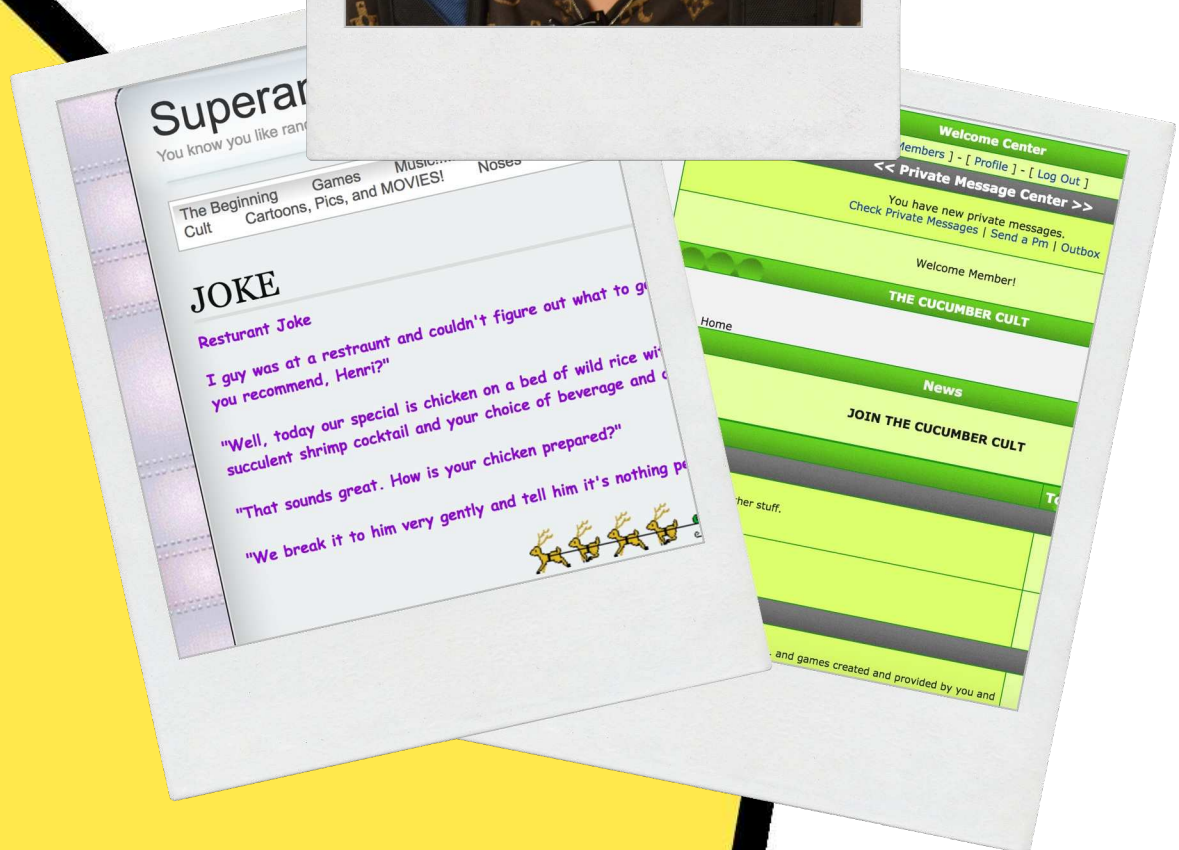 Superar
You know you like ran
The Beginning Games Music....
Cult Cartoons, Pics, and MOVIES! Noses
JOKE
Resturant Joke
I guy was at a restraunt and couldn't figure out what to g
you recommend, Henri?"
"Well, today our special is chicken on a bed of wild rice wi
succulent shrimp cocktail and your choice of beverage and
"That sounds great. How is your chicken prepared?"
"We break it to him very gently and tell him it's nothing pe
Welcome Center
Members ] - [ Profile ] - [ Log Out ]
<< Private Message Center >>
You have new private messages.
Check Private Messages | Send a Pm | Outbox
Welcome Member!
THE CUCUMBER CULT
Home
News
JOIN THE CUCUMBER CULT
To
her stuff.
. and games created and provided by you and